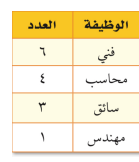 الوظيفة العدد
فني ٦
محاسب ٤
سائق ٣
مهندس ١